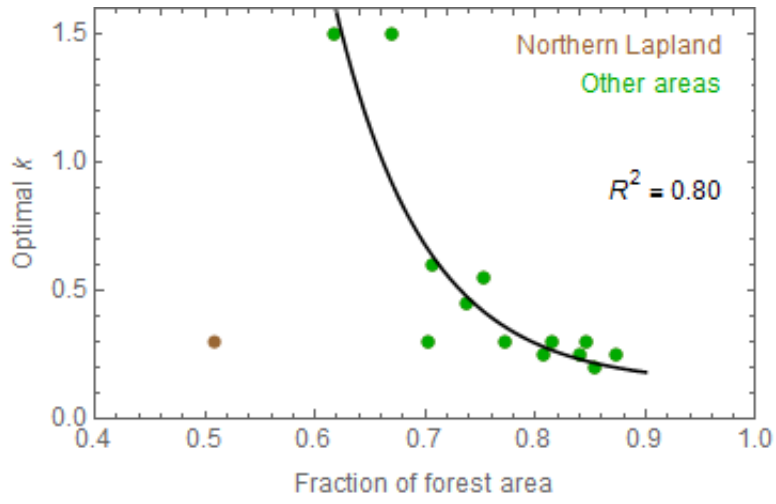 1.5
1.0
0.5
0.0
Optimal k
Northern Lapland
Other areas
R² = 0.80
0.4 0.5 0.6 0.7 0.8 0.9 1.0
Fraction of forest area